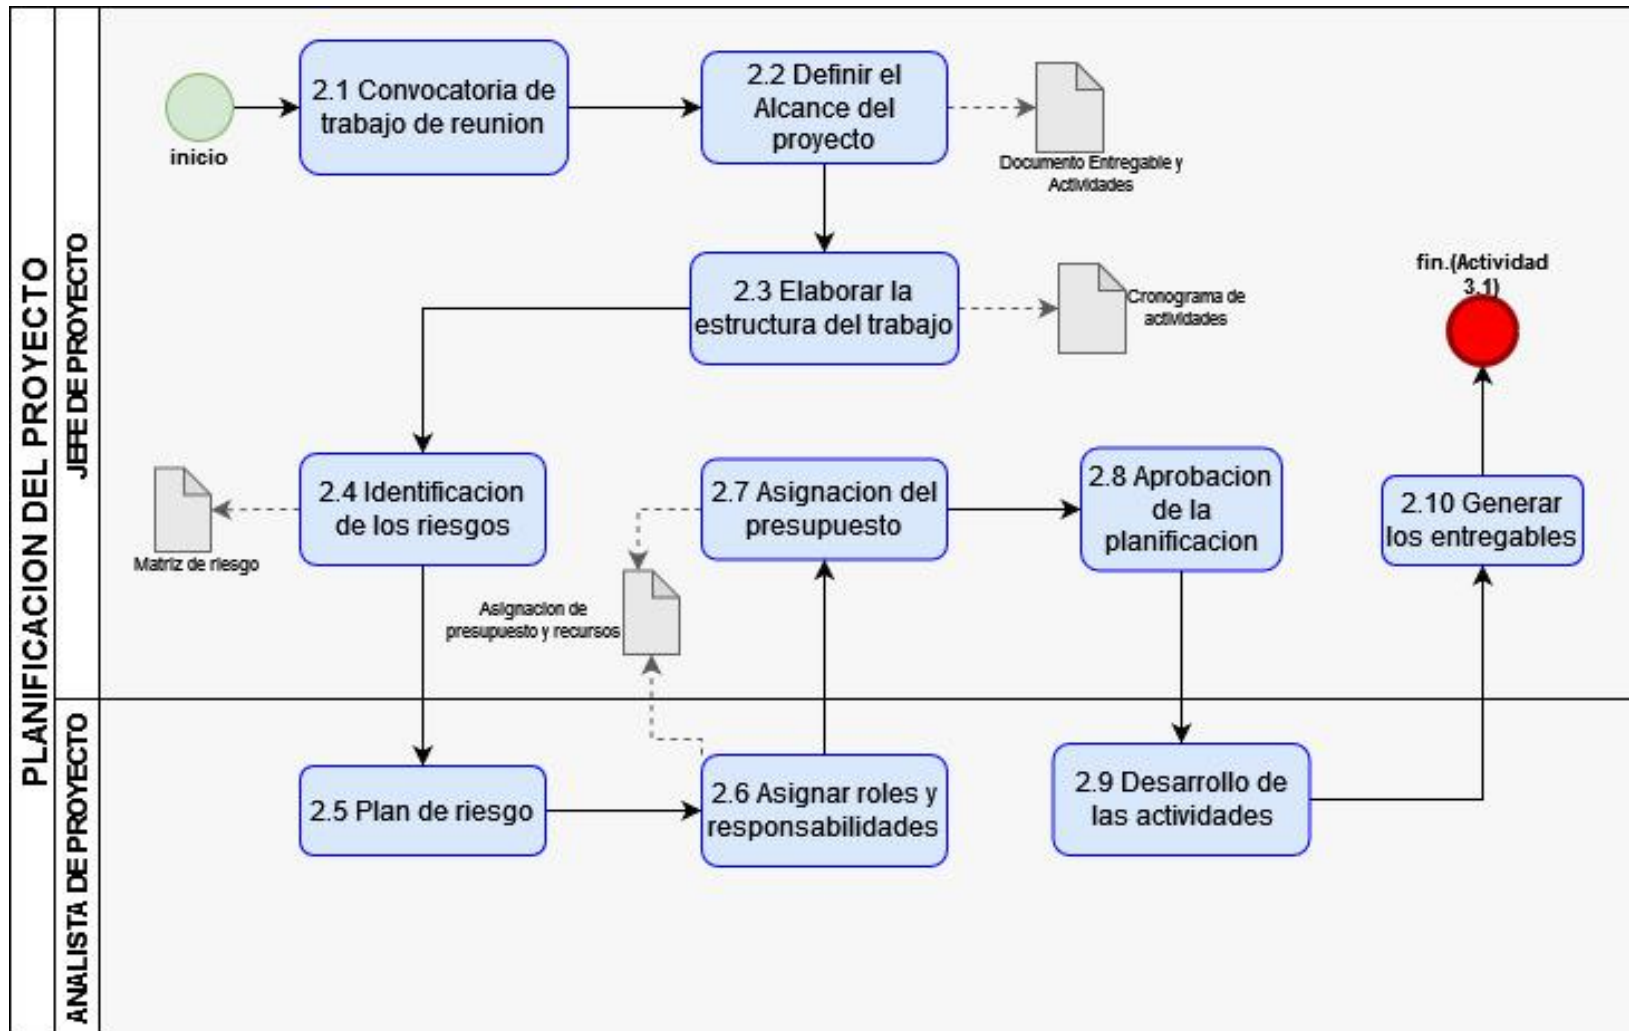 PLANIFICACION DEL PROYECTO
JEFE DE PROYECTO
inicio
2.1 Convocatoria de
trabajo de reunion
2.2 Definir el
Alcance del
proyecto
Documento Entregable y
Actividades
2.3 Elaborar la
estructura del trabajo
Cronograma de
actividades
fin.(Actividad
3.1)
2.4 Identificacion
de los riesgos
Matriz de riesgo
2.7 Asignacion del
presupuesto
Asignacion de
presupuesto y recursos
2.8 Aprobacion
de la
planificacion
2.10 Generar
los entregables
ANALISTA DE PROYECTO
2.5 Plan de riesgo
2.6 Asignar roles y
responsabilidades
2.9 Desarrollo de
las actividades